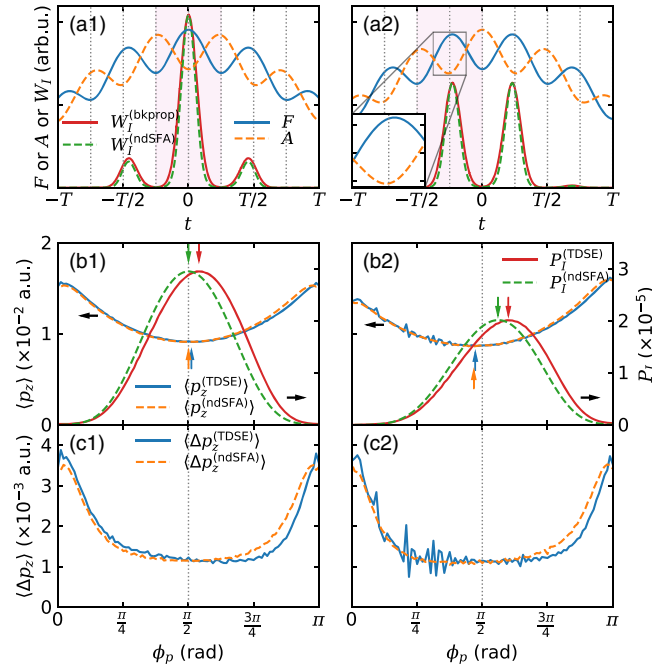 (a1)
(a2)
F or A or W_I (arb.u.)
W_I^(bkprop)
W_I^(ndSFA)
F
A
−T −T/2 0 T/2 T
t
−T −T/2 0 T/2 T
t
(b1)
(b2)
2
1
0
⟨p_z⟩ (×10⁻² a.u.)
⟨p_z^(TDSE)⟩
⟨p_z^(ndSFA)⟩
P_I^(TDSE)
P_I^(ndSFA)
3
2
1
0
P_I (×10⁻⁵)
(c1)
(c2)
4
3
2
1
0
⟨Δp_z⟩ (×10⁻³ a.u.)
⟨Δp_z^(TDSE)⟩
⟨Δp_z^(ndSFA)⟩
0 π/4 π/2 3π/4 π
ϕ_p (rad)
0 π/4 π/2 3π/4 π
ϕ_p (rad)